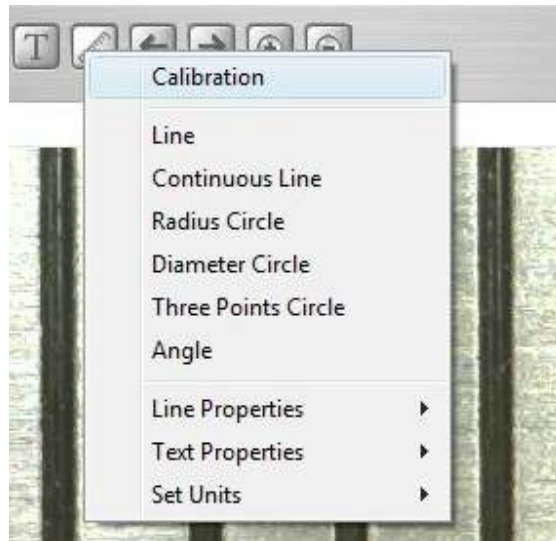 T
Calibration
Line
Continuous Line
Radius Circle
Diameter Circle
Three Points Circle
Angle
Line Properties
Text Properties
Set Units